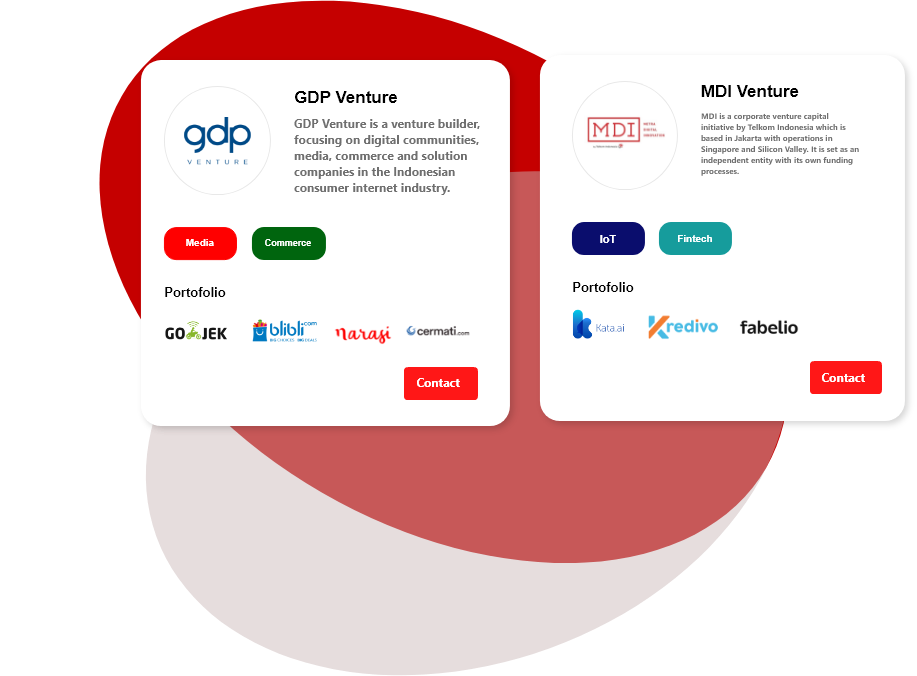 GDP Venture
gdp
VENTURE
GDP Venture is a venture builder,
focusing on digital communities,
media, commerce and solution
companies in the Indonesian
consumer internet industry.
Media
Commerce
Portofolio
GOJEK
blibli.com
BIG CHOICES BIG DEALS
narasi
cermati.com
Contact
MDI Venture
MDI
METRA
DIGITAL
MDI is a corporate venture capital
initiative by Telkom Indonesia which is
based in Jakarta with operations in
Singapore and Silicon Valley. It is set as an
independent entity with its own funding
processes.
IoT
Fintech
Portofolio
Kata.ai
Kredivo
fabelio
Contact